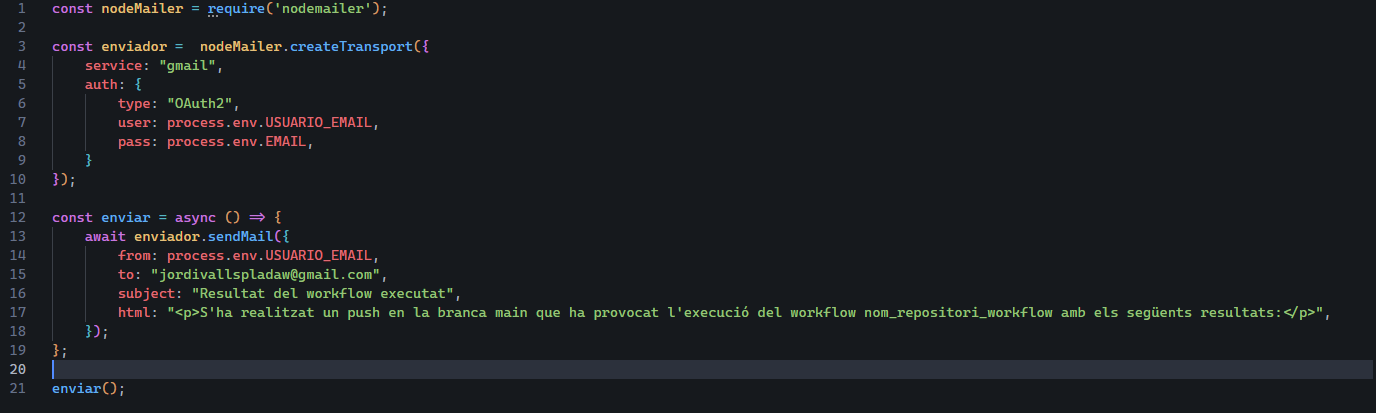 1 const nodeMailer = require('nodemailer');
2
3 const enviador =  nodeMailer.createTransport({
4     service: "gmail",
5     auth: {
6         type: "OAuth2",
7         user: process.env.USUARIO_EMAIL,
8         pass: process.env.EMAIL,
9     }
10 });
11
12 const enviar = async () => {
13     await enviador.sendMail({
14         from: process.env.USUARIO_EMAIL,
15         to: "jordivallspladaw@gmail.com",
16         subject: "Resultat del workflow executat",
17         html: "<p>S'ha realitzat un push en la branca main que ha provocat l'execució del workflow nom_repositori_workflow amb els següents resultats:</p>",
18     });
19 };
20
21 enviar();